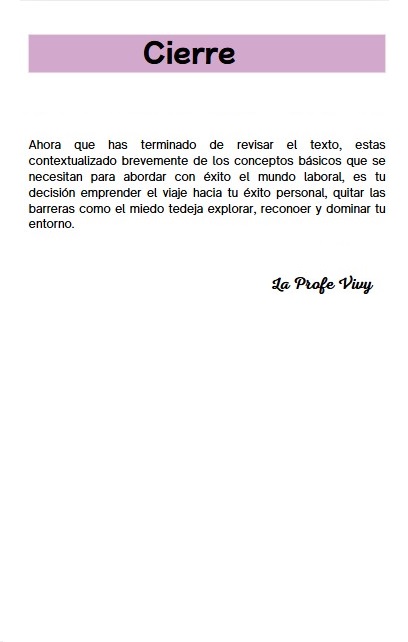 Cierre
Ahora que has terminado de revisar el texto, estas
contextualizado brevemente de los conceptos básicos que se
necesitan para abordar con éxito el mundo laboral, es tu
decisión emprender el viaje hacia tu éxito personal, quitar las
barreras como el miedo tedeja explorar, reconoer y dominar tu
entorno.
La Profe Vivy